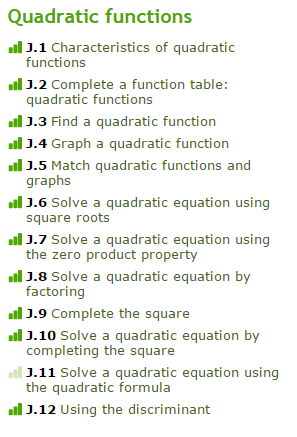 Quadratic functions
J.1 Characteristics of quadratic
functions
J.2 Complete a function table:
quadratic functions
J.3 Find a quadratic function
J.4 Graph a quadratic function
J.5 Match quadratic functions and
graphs
J.6 Solve a quadratic equation using
square roots
J.7 Solve a quadratic equation using
the zero product property
J.8 Solve a quadratic equation by
factoring
J.9 Complete the square
J.10 Solve a quadratic equation by
completing the square
J.11 Solve a quadratic equation using
the quadratic formula
J.12 Using the discriminant